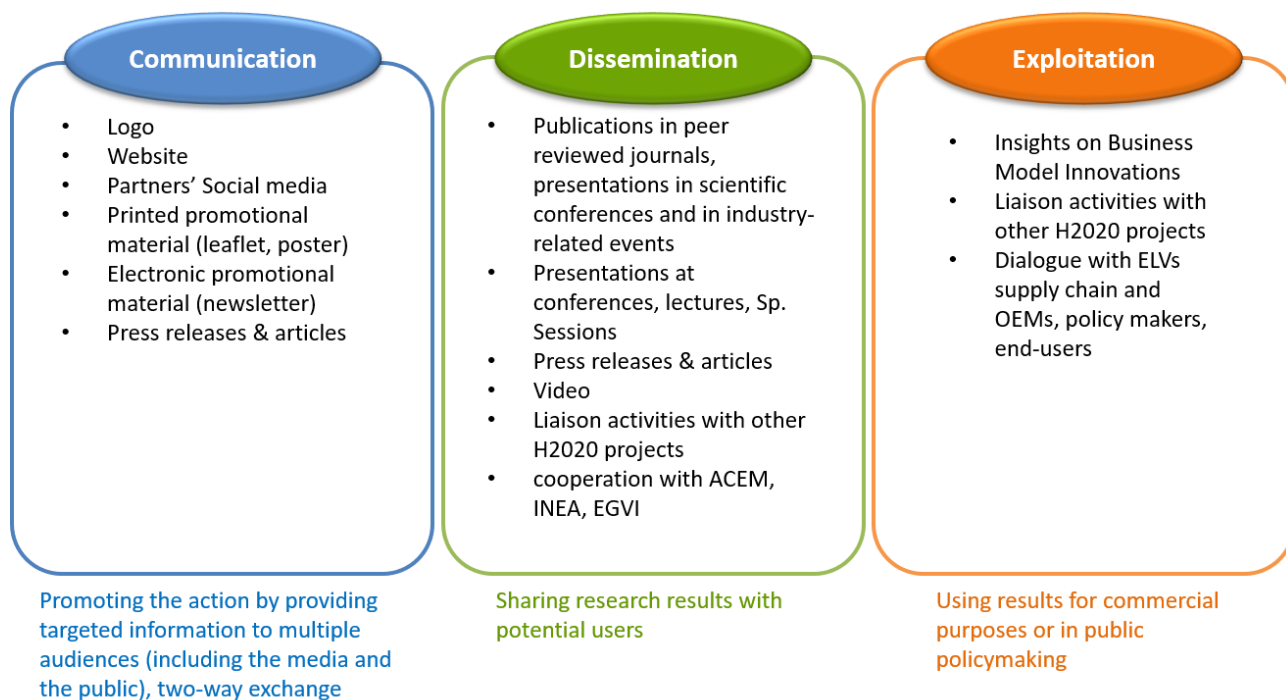 Communication
• Logo
• Website
• Partners’ Social media
• Printed promotional
material (leaflet, poster)
• Electronic promotional
material (newsletter)
• Press releases & articles
Promoting the action by providing
targeted information to multiple
audiences (including the media and
the public), two-way exchange
Dissemination
• Publications in peer
reviewed journals,
presentations in scientific
conferences and in industry-
related events
• Presentations at
conferences, lectures, Sp.
Sessions
• Press releases & articles
• Video
• Liaison activities with other
H2020 projects
• cooperation with ACEM,
INEA, EGVI
Sharing research results with
potential users
Exploitation
• Insights on Business
Model Innovations
• Liaison activities with
other H2020 projects
• Dialogue with ELVs
supply chain and
OEMs, policy makers,
end-users
Using results for commercial
purposes or in public
policymaking